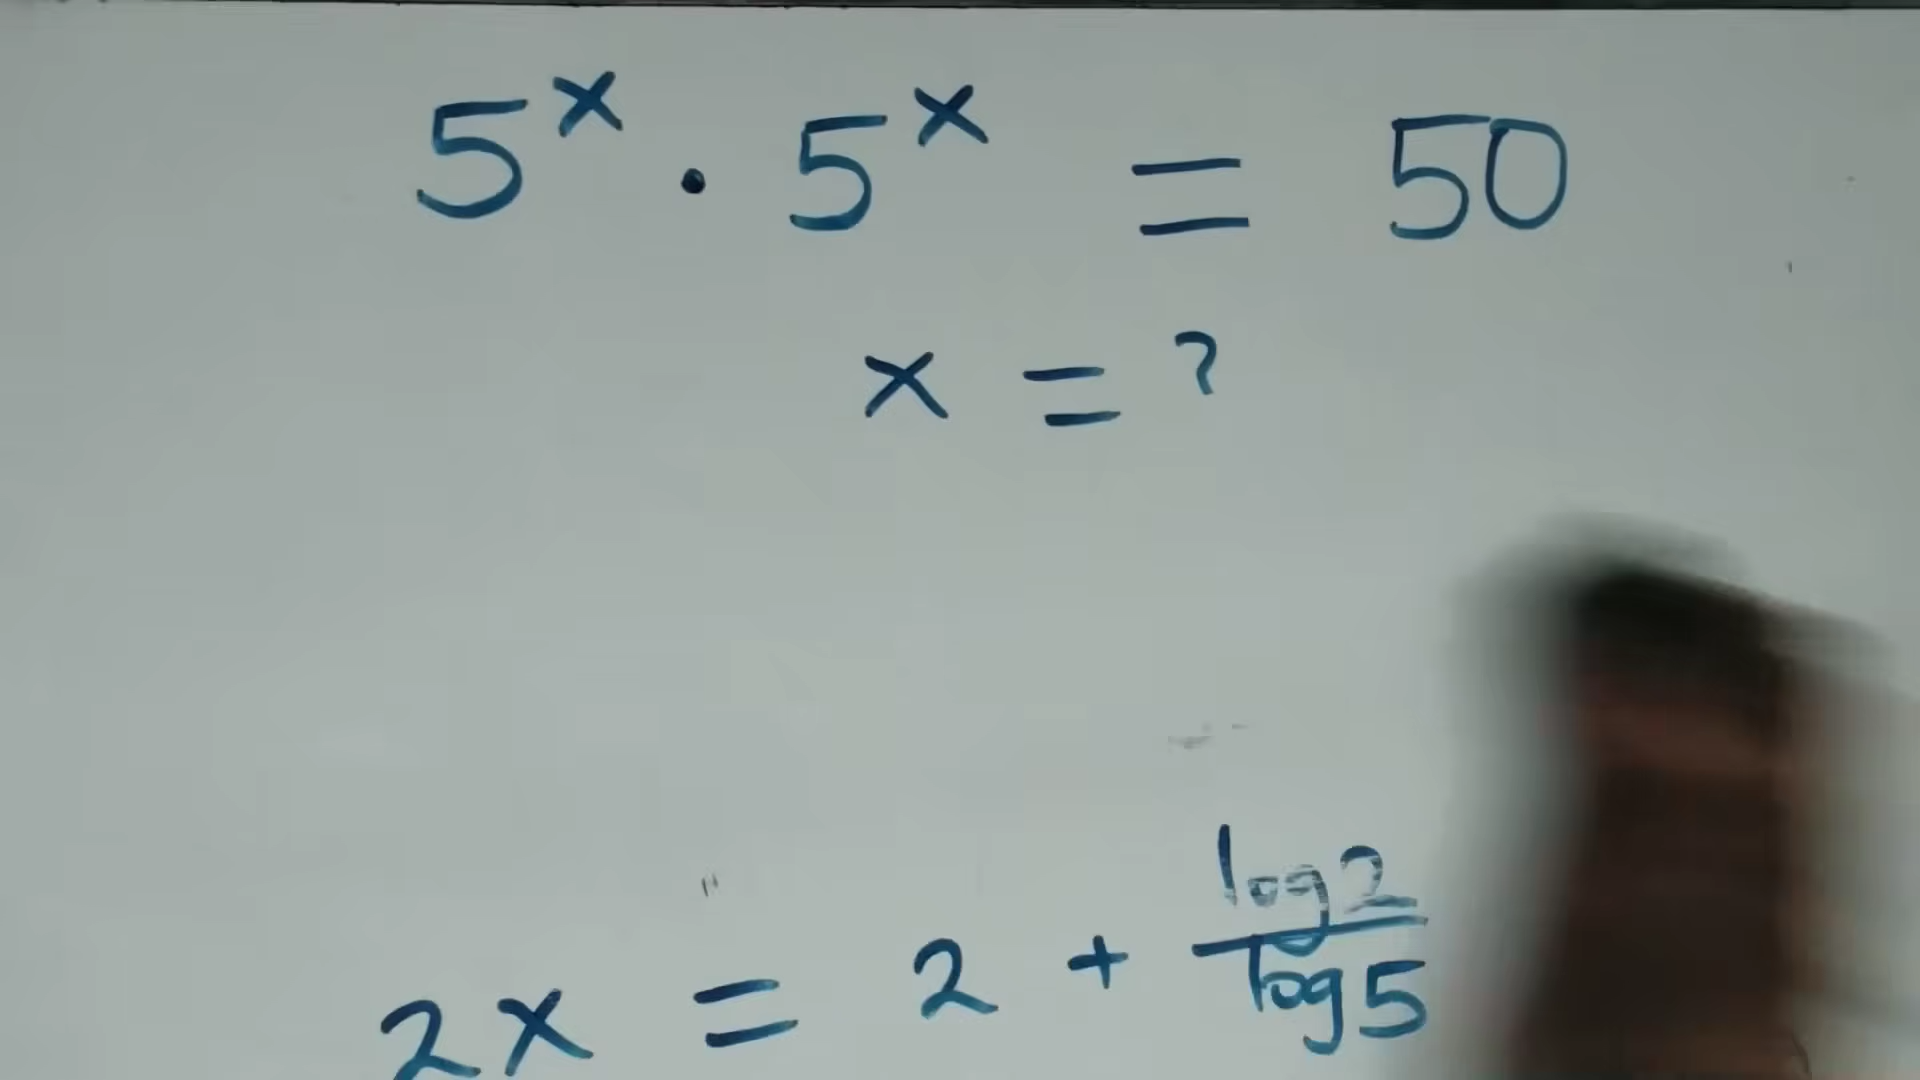 5^x · 5^x = 50
x = ?
2x = 2 + log2/log5